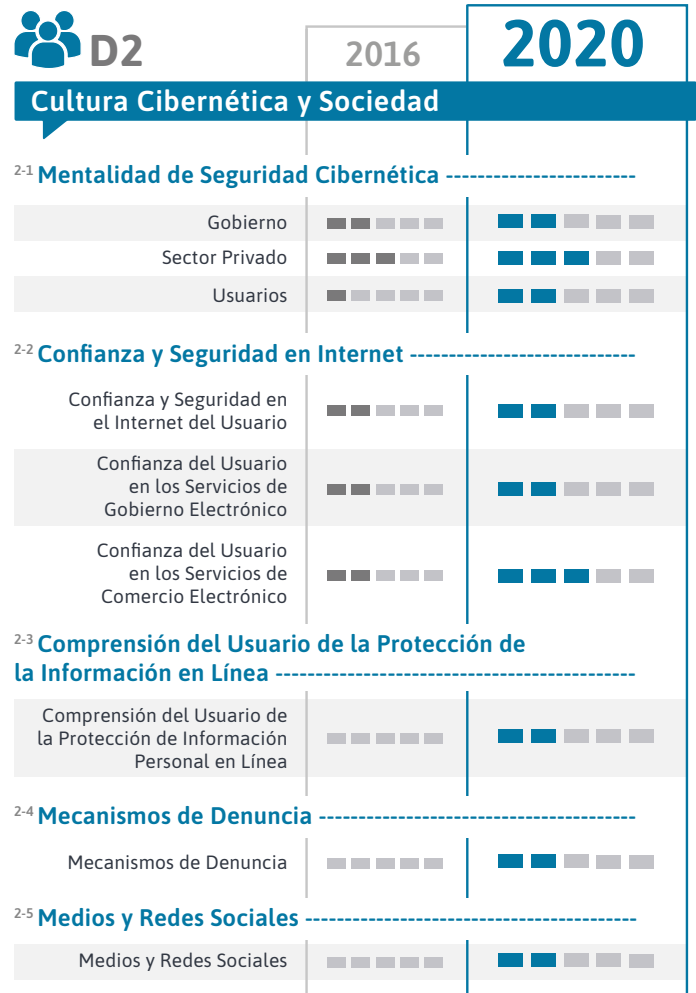 D2
2016
2020
Cultura Cibernética y Sociedad
2-1 Mentalidad de Seguridad Cibernética
Gobierno
Sector Privado
Usuarios
2-2 Confianza y Seguridad en Internet
Confianza y Seguridad en
el Internet del Usuario
Confianza del Usuario
en los Servicios de
Gobierno Electrónico
Confianza del Usuario
en los Servicios de
Comercio Electrónico
2-3 Comprensión del Usuario de la Protección de
la Información en Línea
Comprensión del Usuario de
la Protección de Información
Personal en Línea
2-4 Mecanismos de Denuncia
Mecanismos de Denuncia
2-5 Medios y Redes Sociales
Medios y Redes Sociales